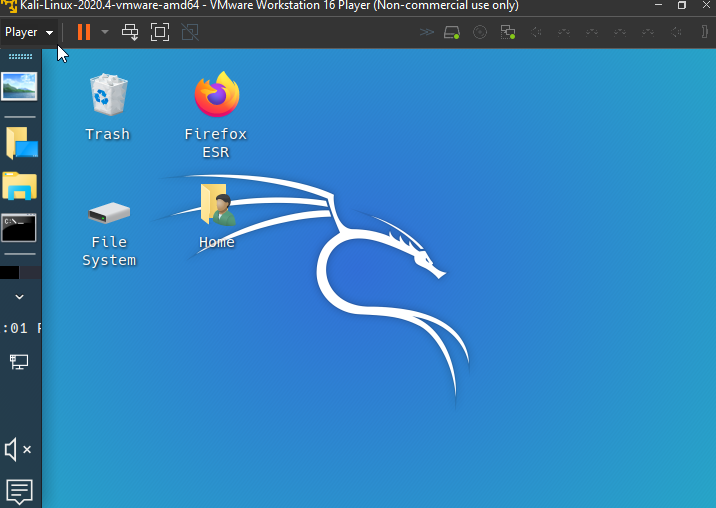 Kali-Linux-2020.4-vmware-amd64 - VMware Workstation 16 Player (Non-commercial use only)
Player
Trash
Firefox
ESR
File
System
Home
C:\
:01